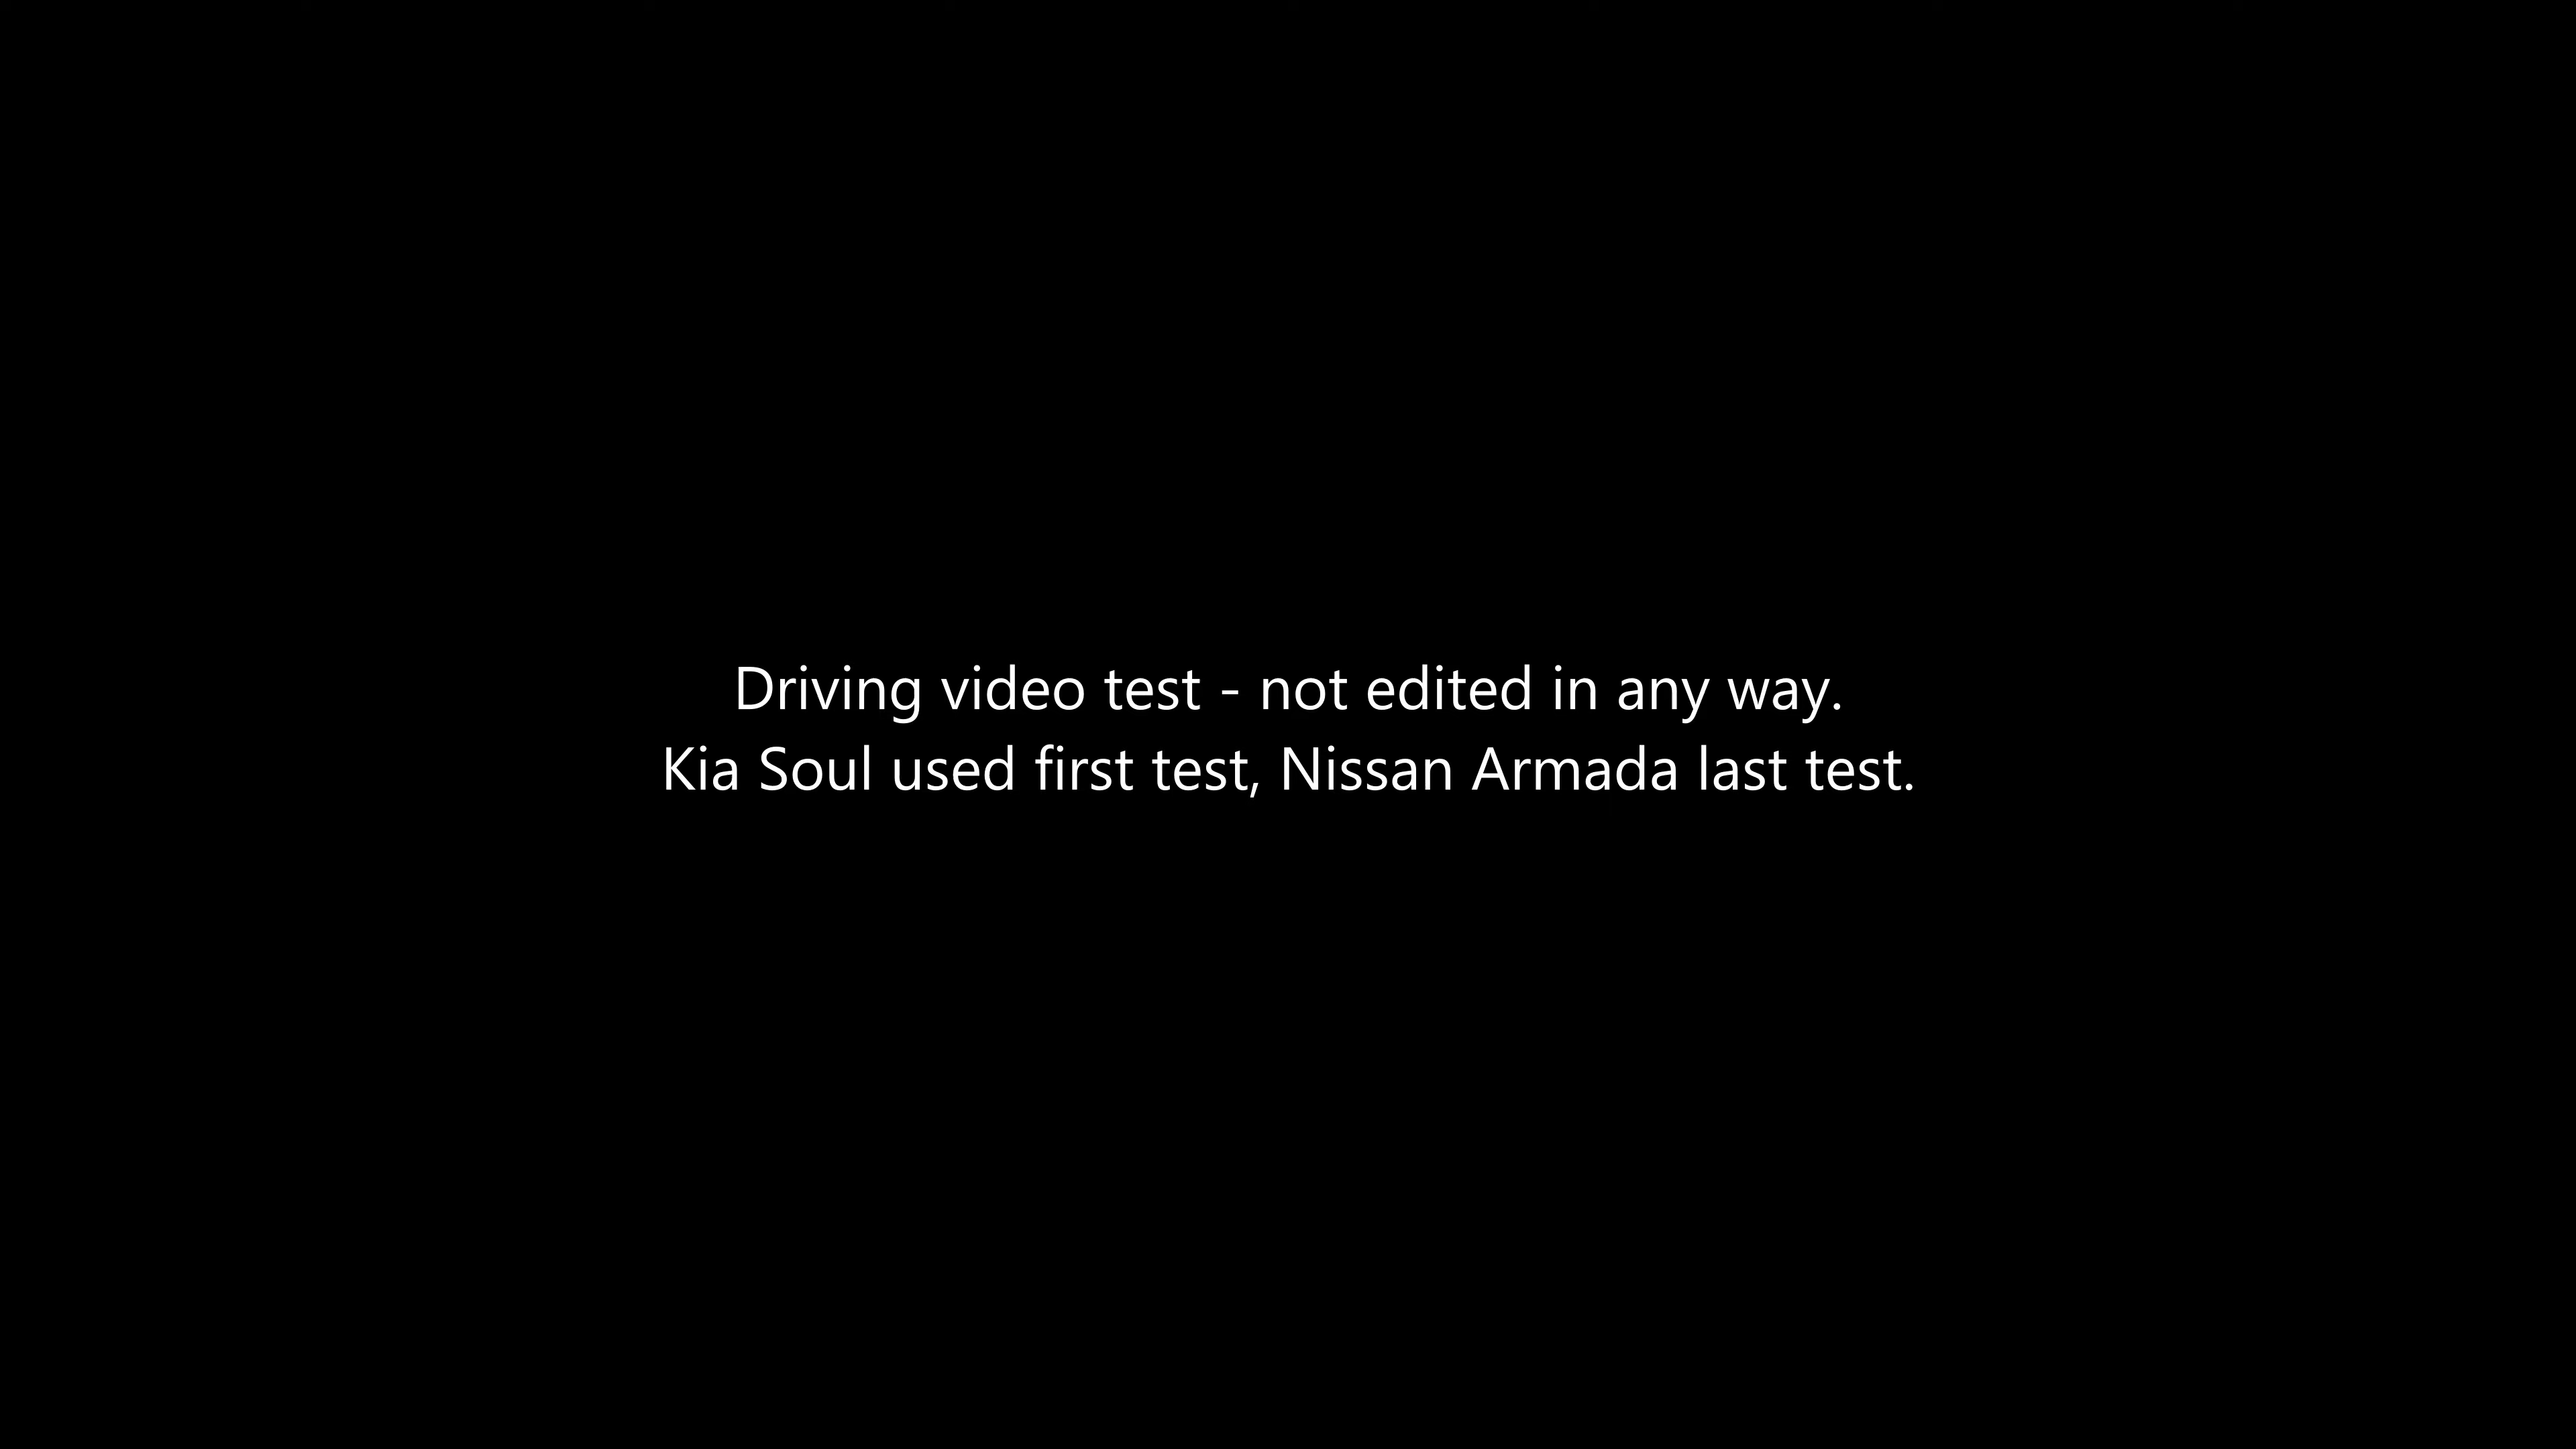 Driving video test - not edited in any way.
Kia Soul used first test, Nissan Armada last test.